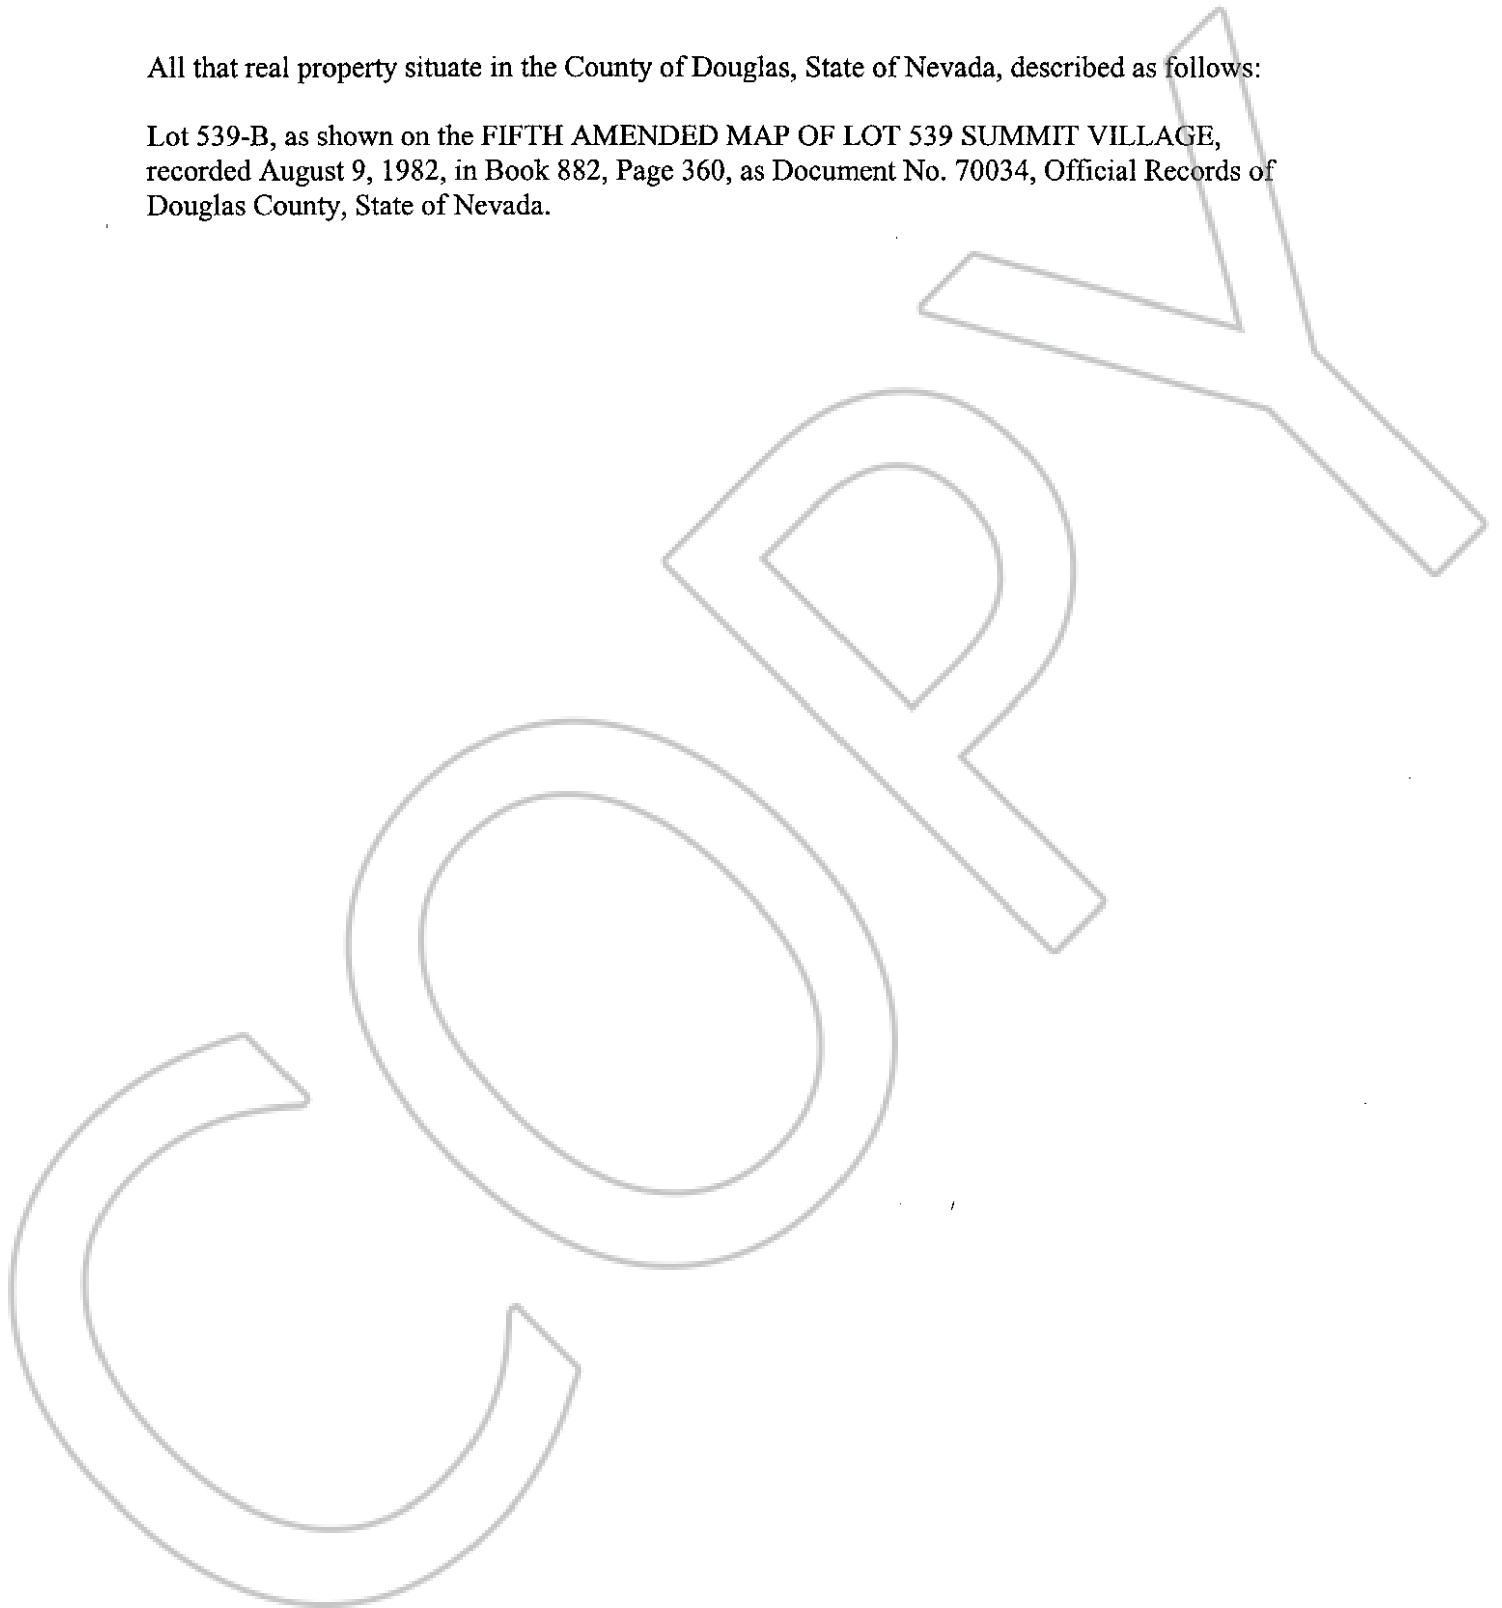 All that real property situate in the County of Douglas, State of Nevada, described as follows:
Lot 539-B, as shown on the FIFTH AMENDED MAP OF LOT 539 SUMMIT VILLAGE,
recorded August 9, 1982, in Book 882, Page 360, as Document No. 70034, Official Records of
Douglas County, State of Nevada.
COPY